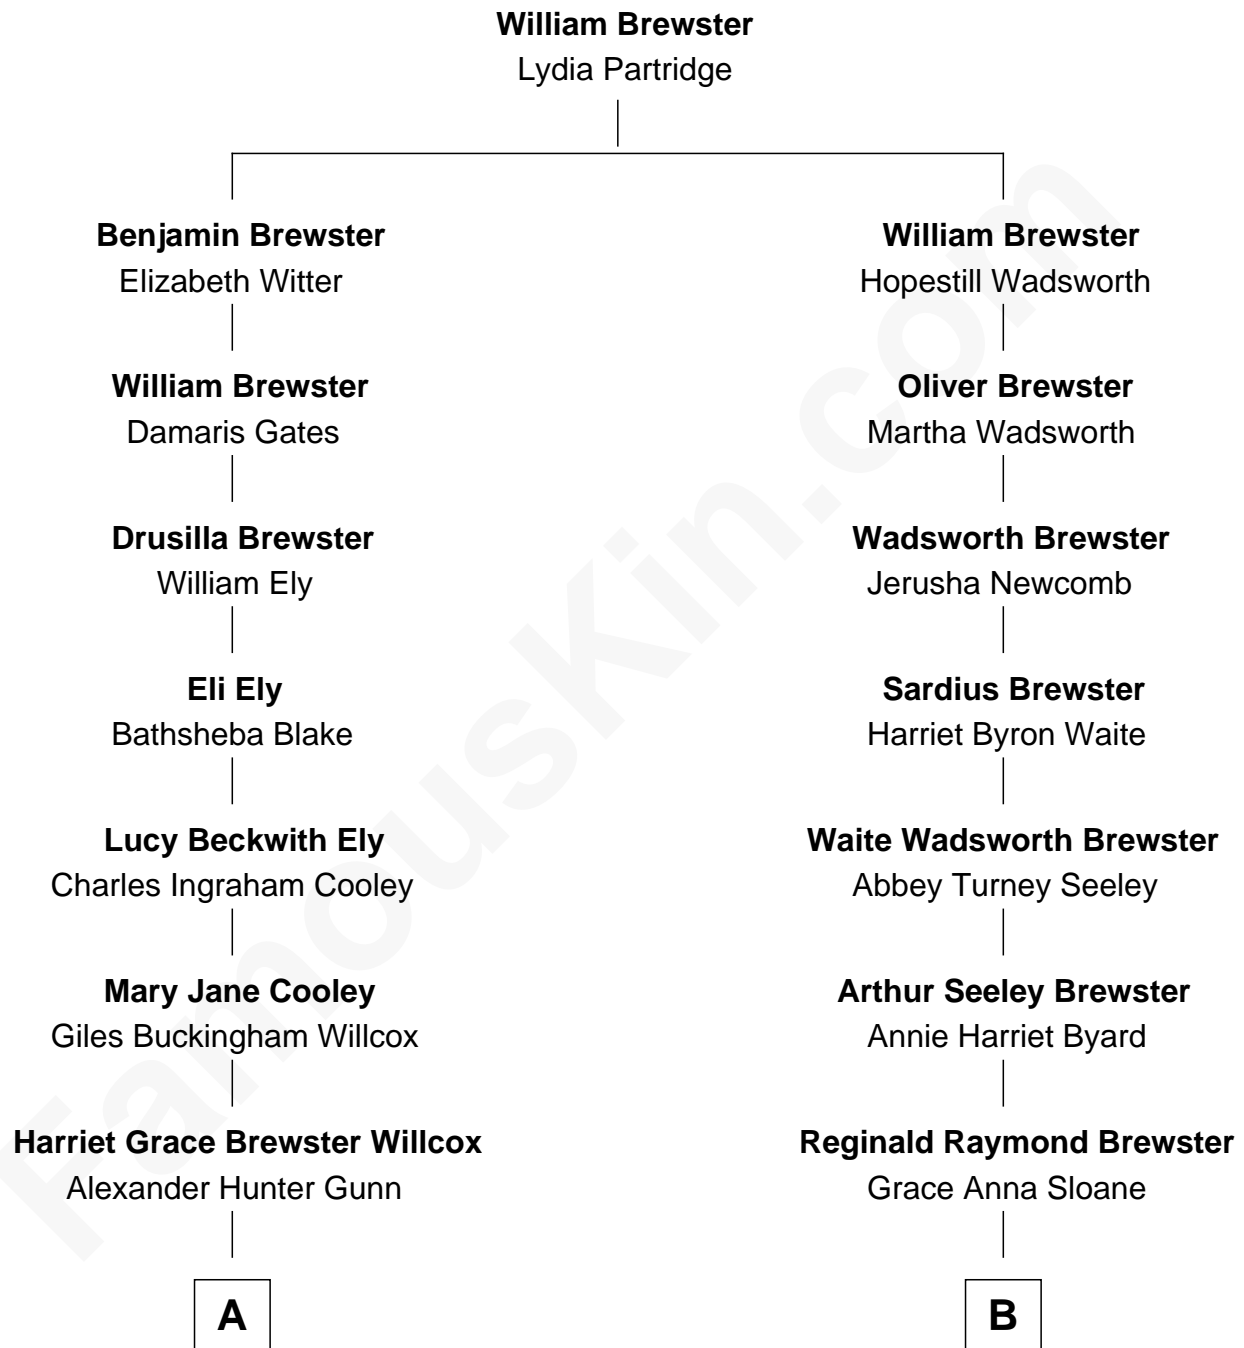 William Brewster
Lydia Partridge
Benjamin Brewster
Elizabeth Witter
William Brewster
Hopestill Wadsworth
William Brewster
Damaris Gates
Oliver Brewster
Martha Wadsworth
Drusilla Brewster
William Ely
Wadsworth Brewster
Jerusha Newcomb
Eli Ely
Bathsheba Blake
Sardius Brewster
Harriet Byron Waite
Lucy Beckwith Ely
Charles Ingraham Cooley
Waite Wadsworth Brewster
Abbey Turney Seeley
Mary Jane Cooley
Giles Buckingham Willcox
Arthur Seeley Brewster
Annie Harriet Byard
Harriet Grace Brewster Willcox
Alexander Hunter Gunn
Reginald Raymond Brewster
Grace Anna Sloane
A
B
FamousKin.com